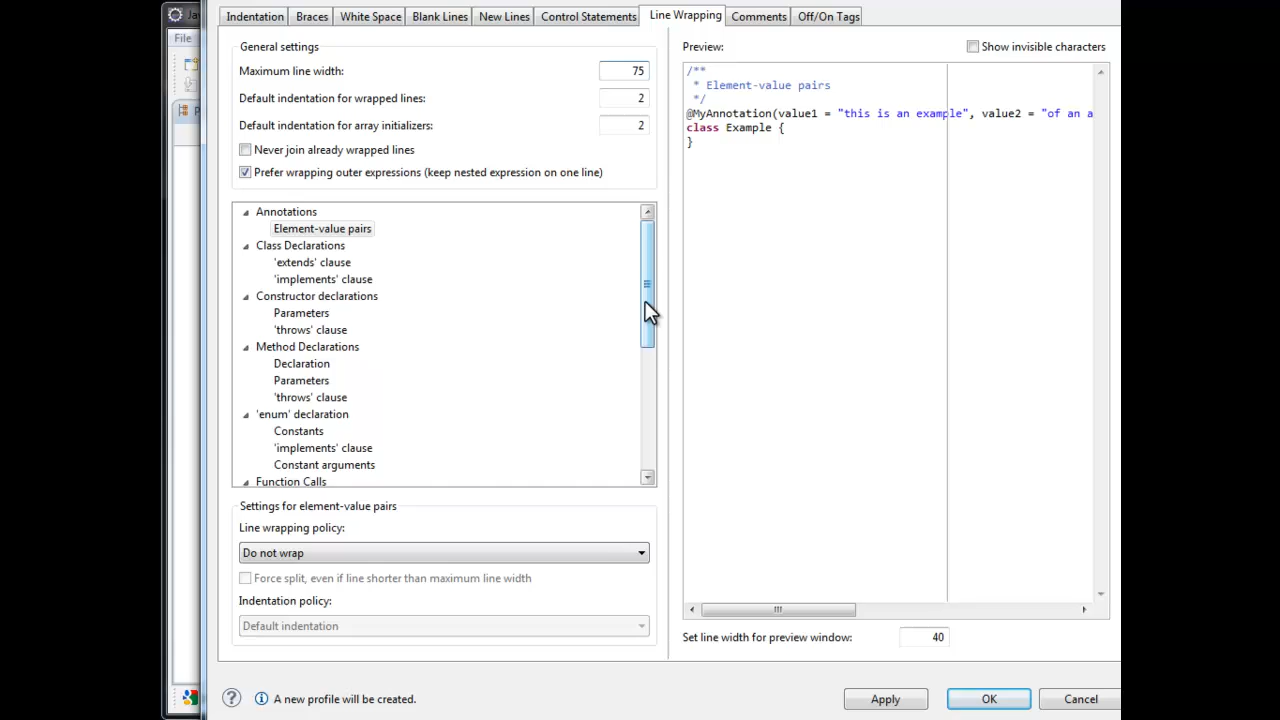 File
Indentation Braces White Space Blank Lines New Lines Control Statements Line Wrapping Comments Off/On Tags
General settings
Maximum line width: 75
Default indentation for wrapped lines: 2
Default indentation for array initializers: 2
Never join already wrapped lines
Prefer wrapping outer expressions (keep nested expression on one line)
Annotations
Element-value pairs
Class Declarations
'extends' clause
'implements' clause
Constructor declarations
Parameters
'throws' clause
Method Declarations
Declaration
Parameters
'throws' clause
'enum' declaration
Constants
'implements' clause
Constant arguments
Function Calls
Settings for element-value pairs
Line wrapping policy:
Do not wrap
Force split, even if line shorter than maximum line width
Indentation policy:
Default indentation
Preview:
Show invisible characters
/**
* Element-value pairs
*/
@MyAnnotation(value1 = "this is an example", value2 = "of an a
class Example {
}
Set line width for preview window: 40
A new profile will be created.
Apply OK Cancel